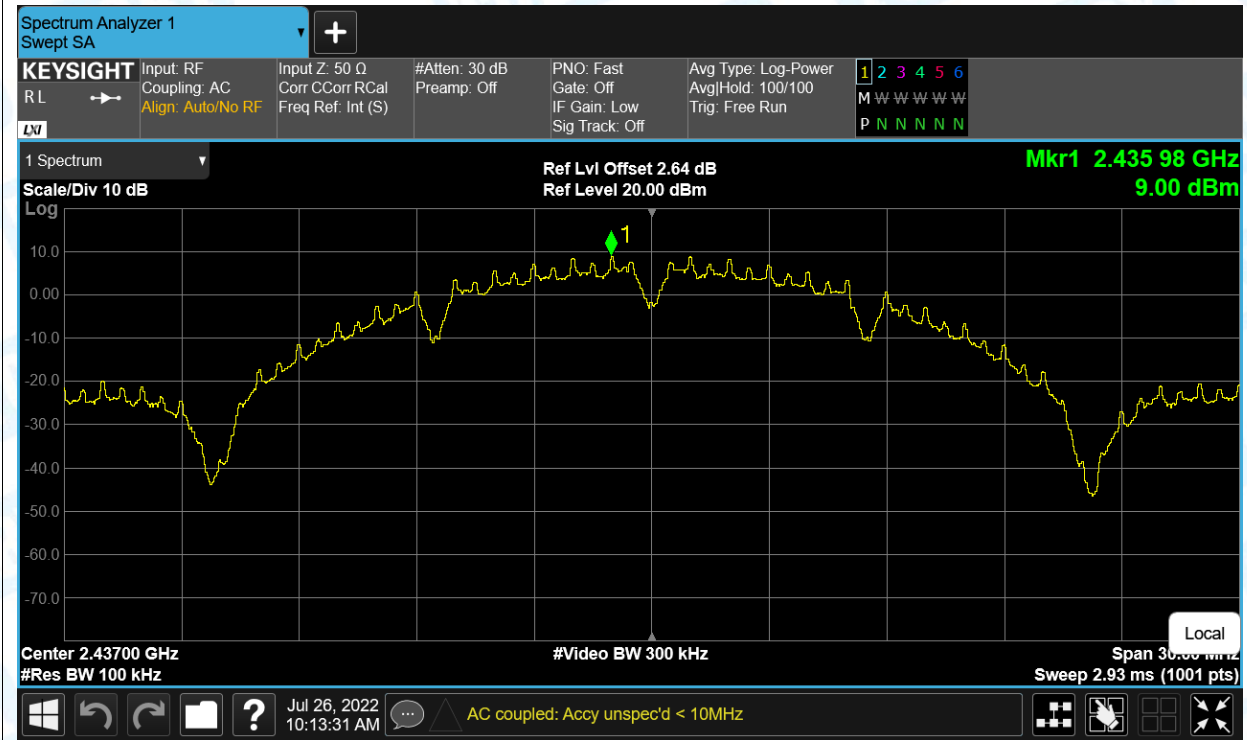 Spectrum Analyzer 1
Swept SA
KEYSIGHT
R L
LXI
Input: RF
Coupling: AC
Align: Auto/No RF
Input Z: 50 Ω
Corr CCorr RCal
Freq Ref: Int (S)
#Atten: 30 dB
Preamp: Off
PNO: Fast
Gate: Off
IF Gain: Low
Sig Track: Off
Avg Type: Log-Power
Avg|Hold: 100/100
Trig: Free Run
1 2 3 4 5 6
M W W W W W W
P N N N N N N
1 Spectrum
Scale/Div 10 dB
Log
Ref Lvl Offset 2.64 dB
Ref Level 20.00 dBm
Mkr1 2.435 98 GHz
9.00 dBm
1
10.0
0.00
-10.0
-20.0
-30.0
-40.0
-50.0
-60.0
-70.0
Local
Center 2.43700 GHz
#Video BW 300 kHz
Span 30.00 MHz
#Res BW 100 kHz
Sweep 2.93 ms (1001 pts)
?
Jul 26, 2022
10:13:31 AM
AC coupled: Accy unspec'd < 10MHz